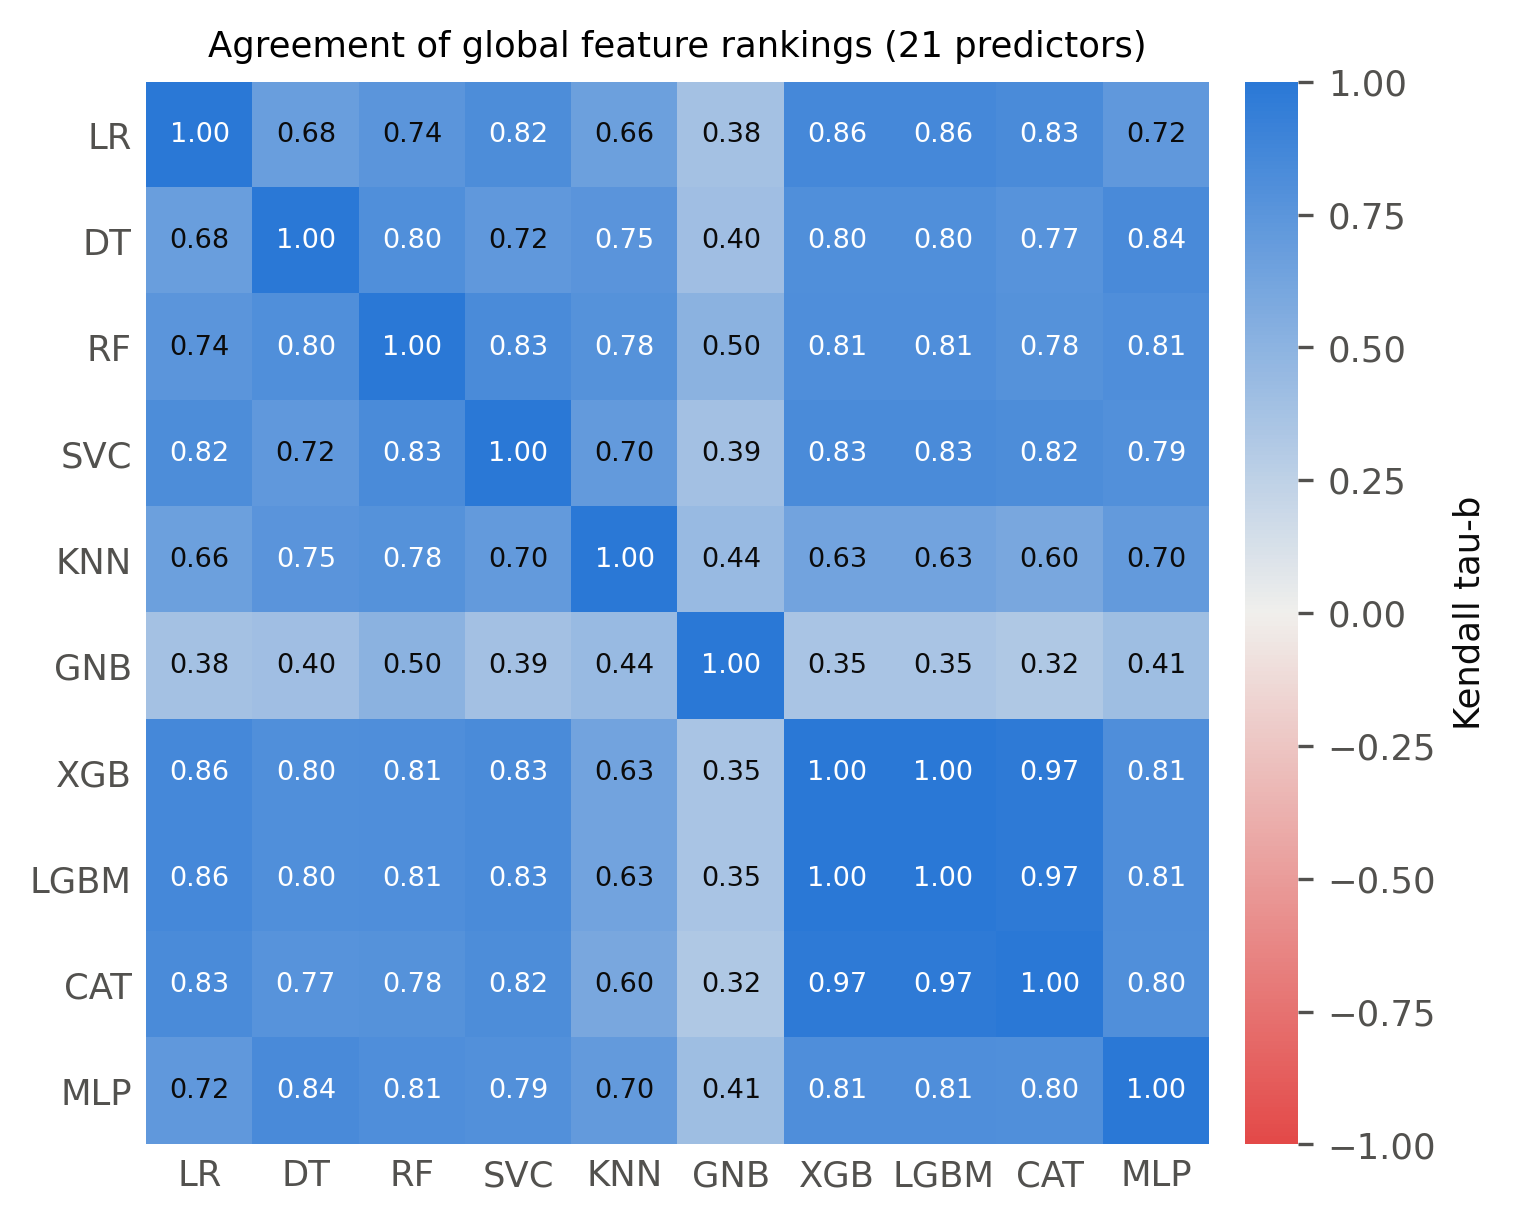 Agreement of global feature rankings (21 predictors)
LR 1.00 0.68 0.74 0.82 0.66 0.38 0.86 0.86 0.83 0.72
DT 0.68 1.00 0.80 0.72 0.75 0.40 0.80 0.80 0.77 0.84
RF 0.74 0.80 1.00 0.83 0.78 0.50 0.81 0.81 0.78 0.81
SVC 0.82 0.72 0.83 1.00 0.70 0.39 0.83 0.83 0.82 0.79
KNN 0.66 0.75 0.78 0.70 1.00 0.44 0.63 0.63 0.60 0.70
GNB 0.38 0.40 0.50 0.39 0.44 1.00 0.35 0.35 0.32 0.41
XGB 0.86 0.80 0.81 0.83 0.63 0.35 1.00 1.00 0.97 0.81
LGBM 0.86 0.80 0.81 0.83 0.63 0.35 1.00 1.00 0.97 0.81
CAT 0.83 0.77 0.78 0.82 0.60 0.32 0.97 0.97 1.00 0.80
MLP 0.72 0.84 0.81 0.79 0.70 0.41 0.81 0.81 0.80 1.00
LR DT RF SVC KNN GNB XGB LGBM CAT MLP
1.00
0.75
0.50
0.25
0.00
−0.25
−0.50
−0.75
−1.00
Kendall tau-b